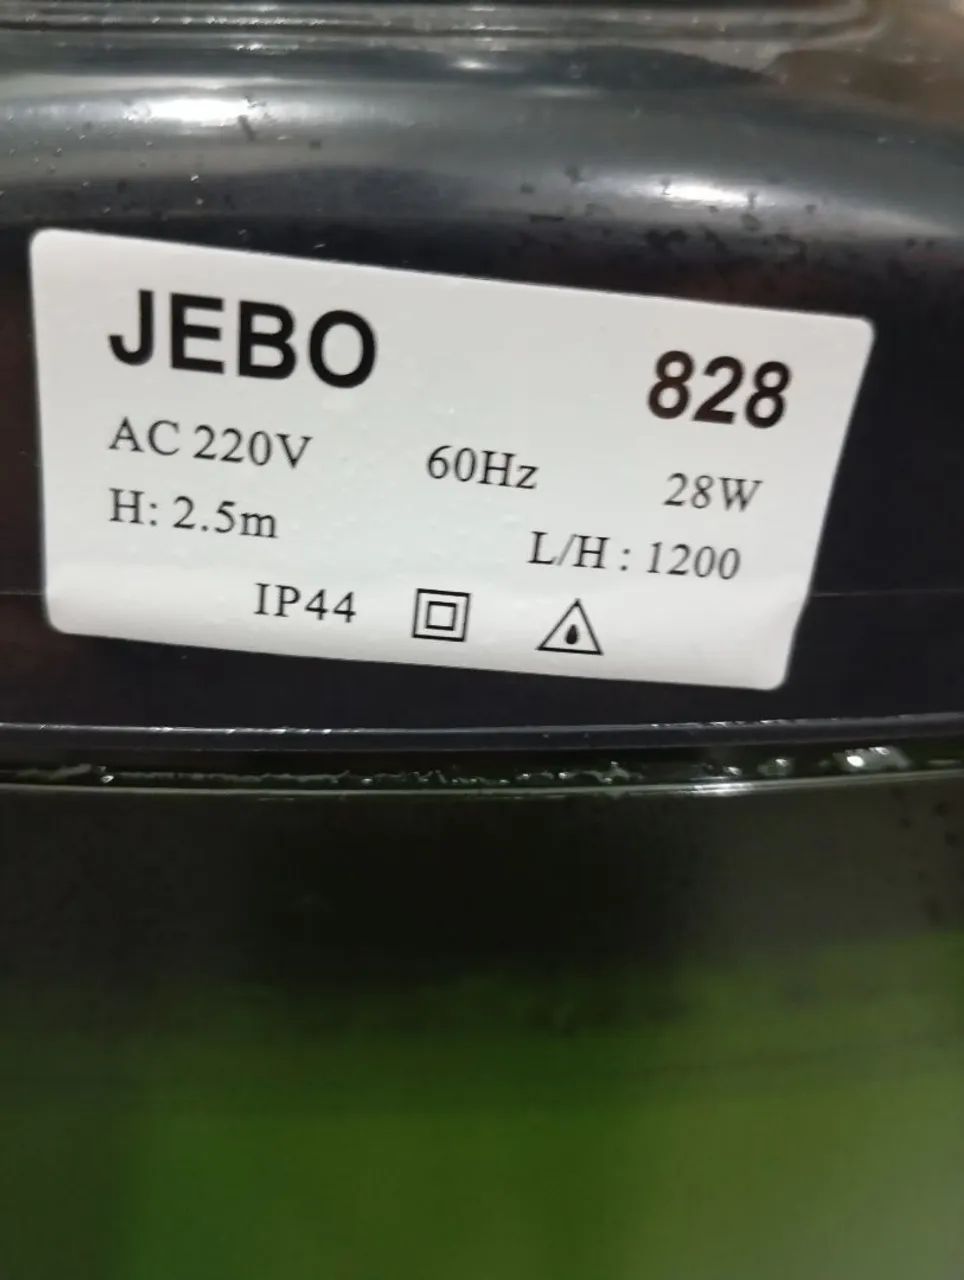 JEBO 828
AC 220V 60Hz 28W
H: 2.5m L/H : 1200
IP44